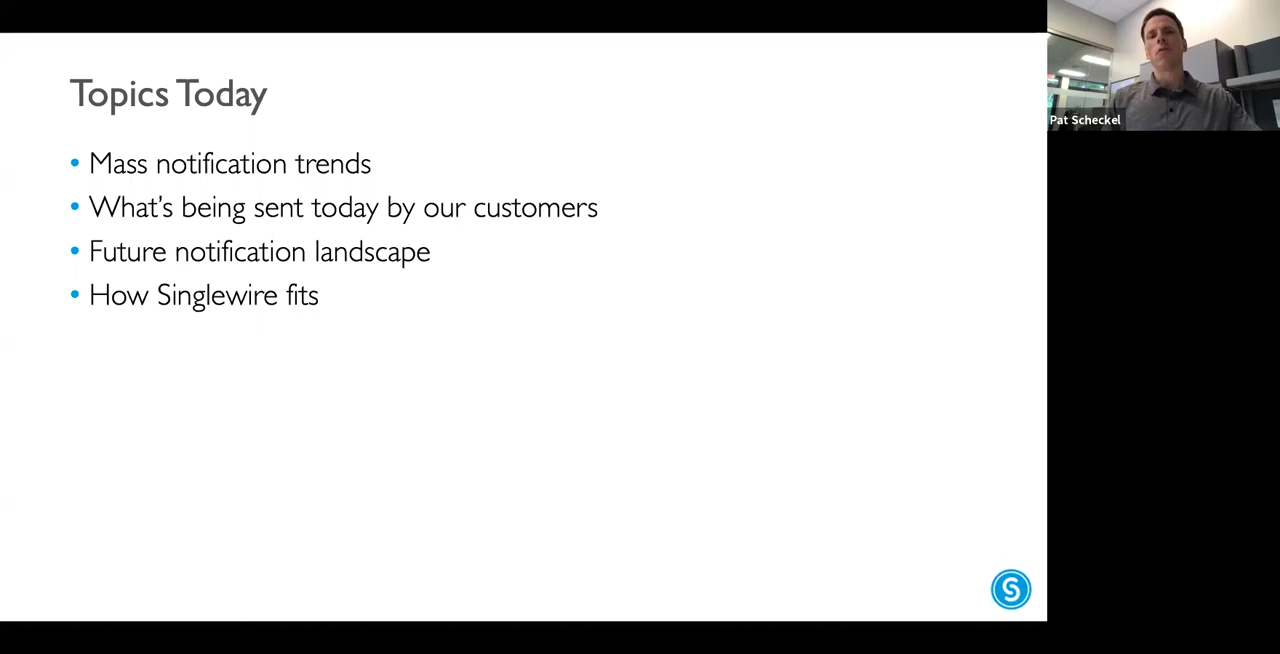 Topics Today
• Mass notification trends
• What's being sent today by our customers
• Future notification landscape
• How Singlewire fits
S
Pat Scheckel